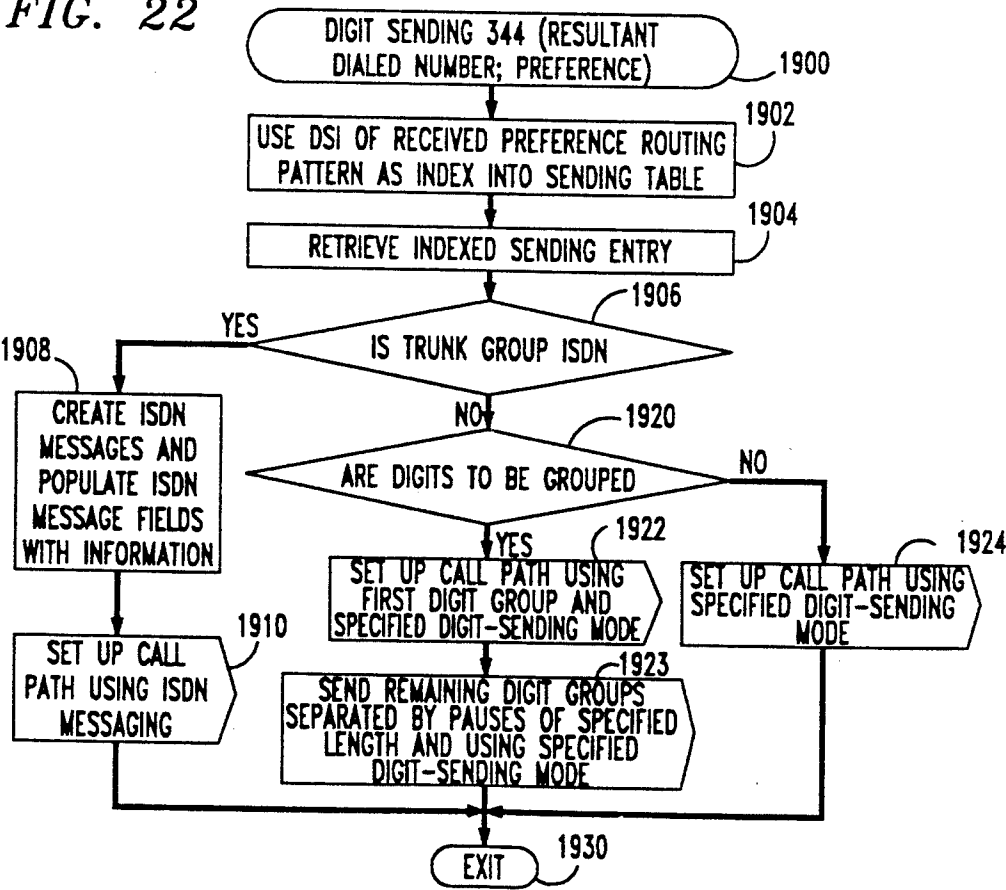 FIG. 22
DIGIT SENDING 344 (RESULTANT
DIALED NUMBER; PREFERENCE)
1900
1902
USE DSI OF RECEIVED PREFERENCE ROUTING
PATTERN AS INDEX INTO SENDING TABLE
1904
RETRIEVE INDEXED SENDING ENTRY
1906
YES
IS TRUNK GROUP ISDN
1908
CREATE ISDN
MESSAGES AND
POPULATE ISDN
MESSAGE FIELDS
WITH INFORMATION
NO
1920
ARE DIGITS TO BE GROUPED
NO
YES
1922
SET UP CALL PATH USING
FIRST DIGIT GROUP AND
SPECIFIED DIGIT-SENDING MODE
1924
SET UP CALL PATH USING
SPECIFIED DIGIT-SENDING
MODE
1910
SET UP CALL
PATH USING ISDN
MESSAGING
1923
SEND REMAINING DIGIT GROUPS
SEPARATED BY PAUSES OF SPECIFIED
LENGTH AND USING SPECIFIED
DIGIT-SENDING MODE
EXIT
1930